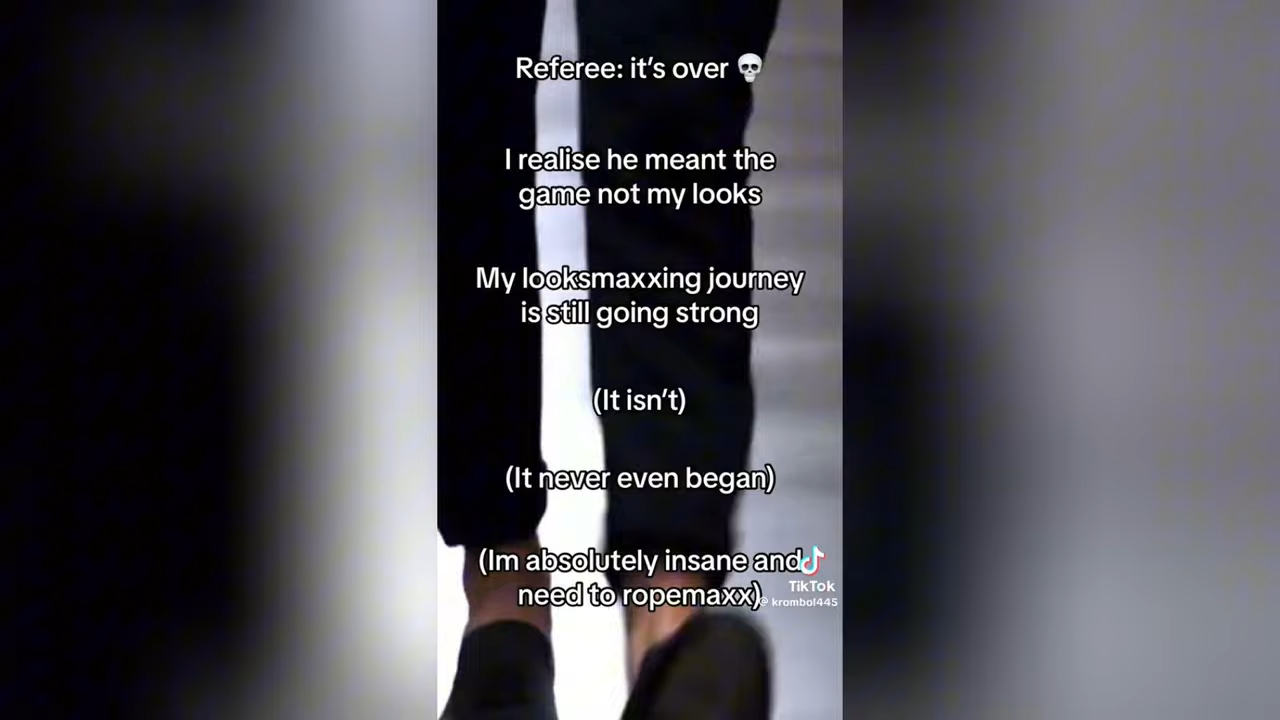 Referee: it's over 💀
I realise he meant the
game not my looks
My looksmaxxing journey
is still going strong
(It isn't)
(It never even began)
(Im absolutely insane and
need to ropemaxx)
TikTok
@ krombol445